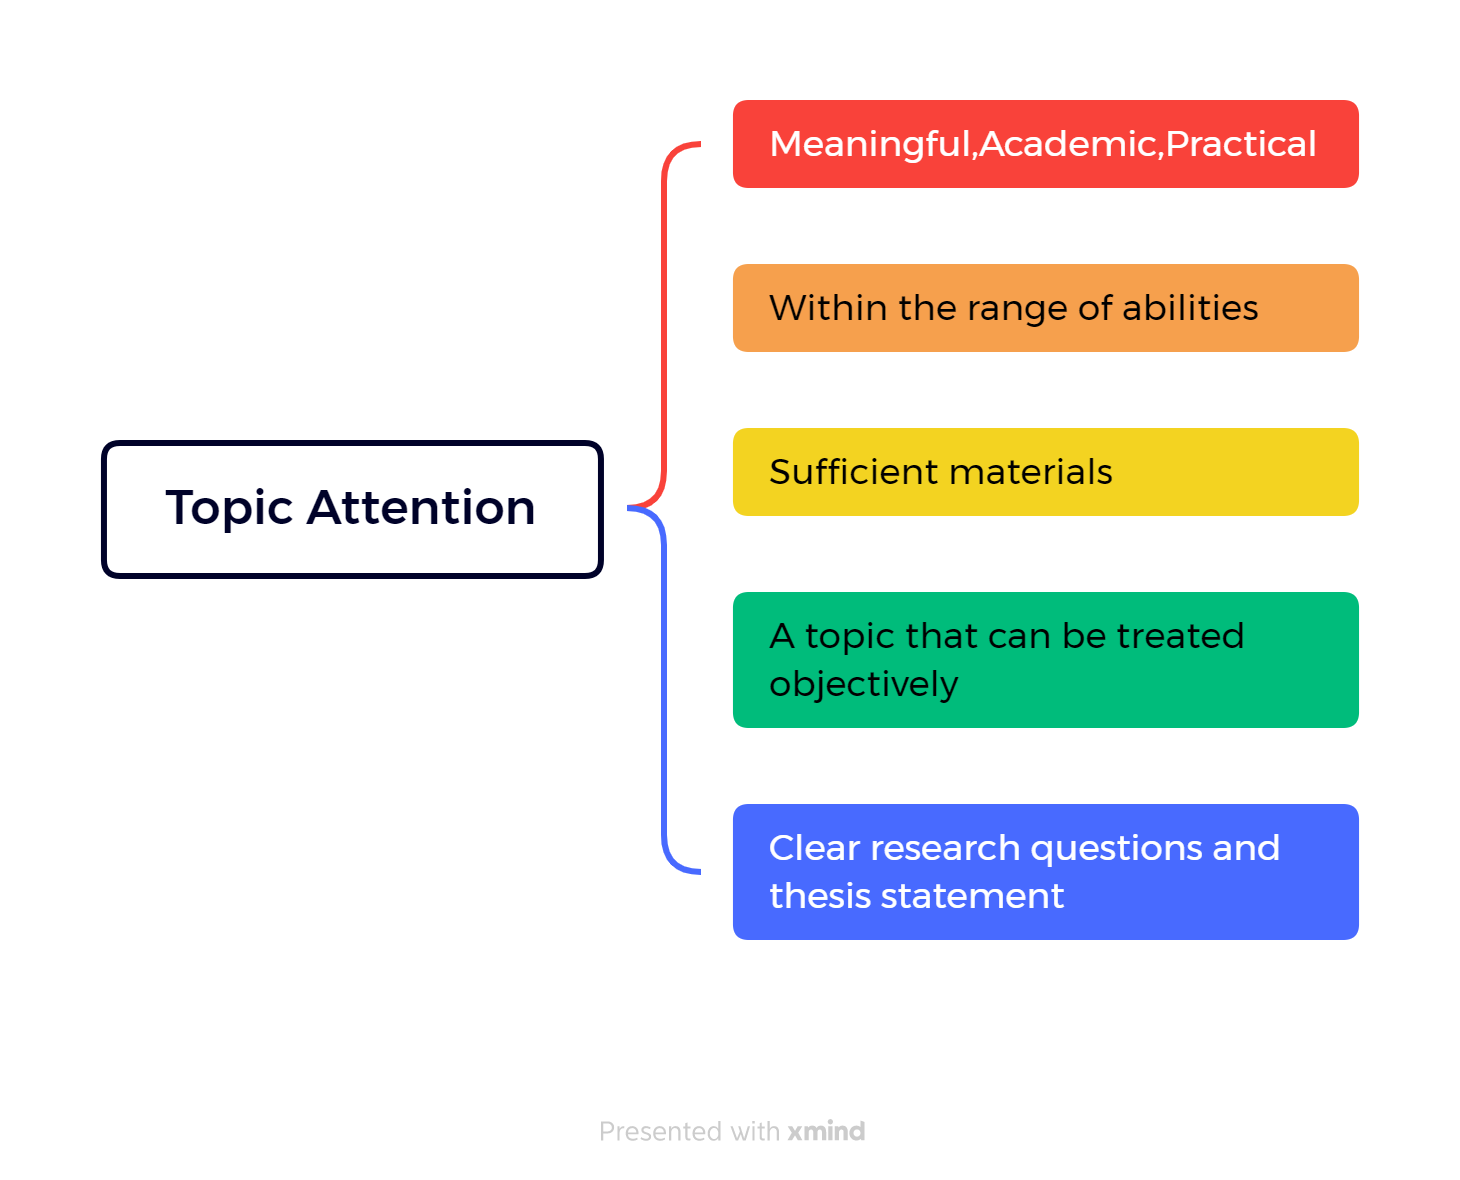 Meaningful,Academic,Practical
Within the range of abilities
Sufficient materials
Topic Attention
A topic that can be treated
objectively
Clear research questions and
thesis statement
Presented with xmind